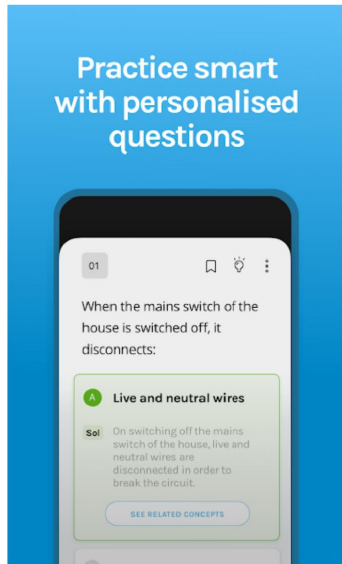 Practice smart
with personalised
questions
01
When the mains switch of the
house is switched off, it
disconnects:
A Live and neutral wires
Sol On switching off the mains
switch of the house, live and
neutral wires are
disconnected in order to
break the circuit.
SEE RELATED CONCEPTS